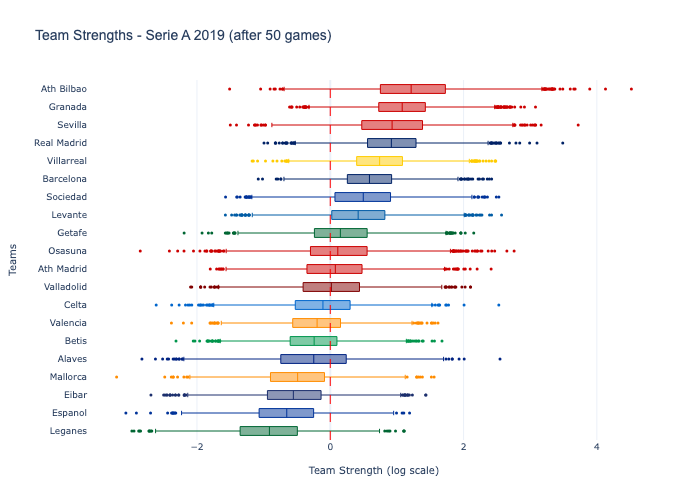 Team Strengths - Serie A 2019 (after 50 games)
Ath Bilbao
Granada
Sevilla
Real Madrid
Villarreal
Barcelona
Sociedad
Levante
Getafe
Osasuna
Ath Madrid
Valladolid
Celta
Valencia
Betis
Alaves
Mallorca
Eibar
Espanol
Leganes
Teams
−2 0 2 4
Team Strength (log scale)